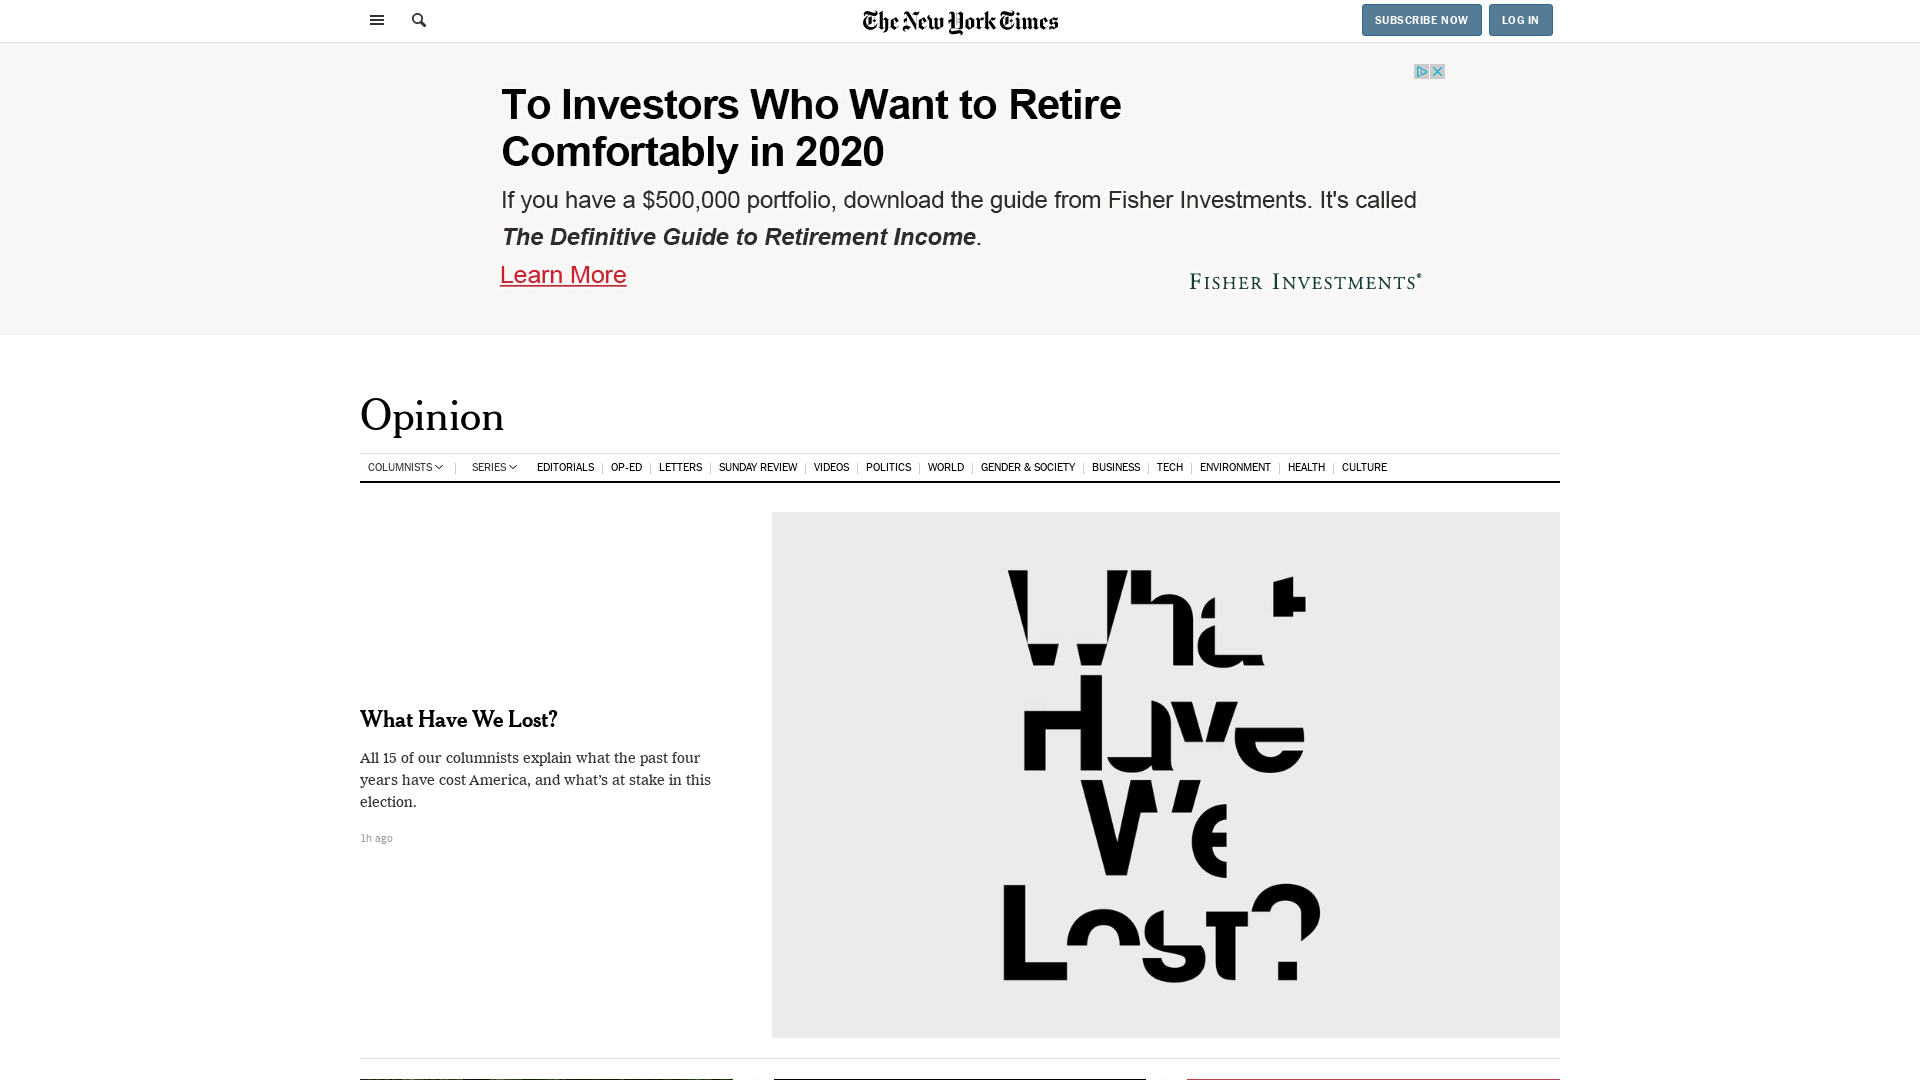 The New York Times
SUBSCRIBE NOW
LOG IN
To Investors Who Want to Retire
Comfortably in 2020
If you have a $500,000 portfolio, download the guide from Fisher Investments. It's called
The Definitive Guide to Retirement Income.
Learn More
FISHER INVESTMENTS®
Opinion
COLUMNISTS SERIES EDITORIALS OP-ED LETTERS SUNDAY REVIEW VIDEOS POLITICS WORLD GENDER & SOCIETY BUSINESS TECH ENVIRONMENT HEALTH CULTURE
What Have We Lost?
All 15 of our columnists explain what the past four
years have cost America, and what’s at stake in this
election.
1h ago
What
Have
We
Lost?